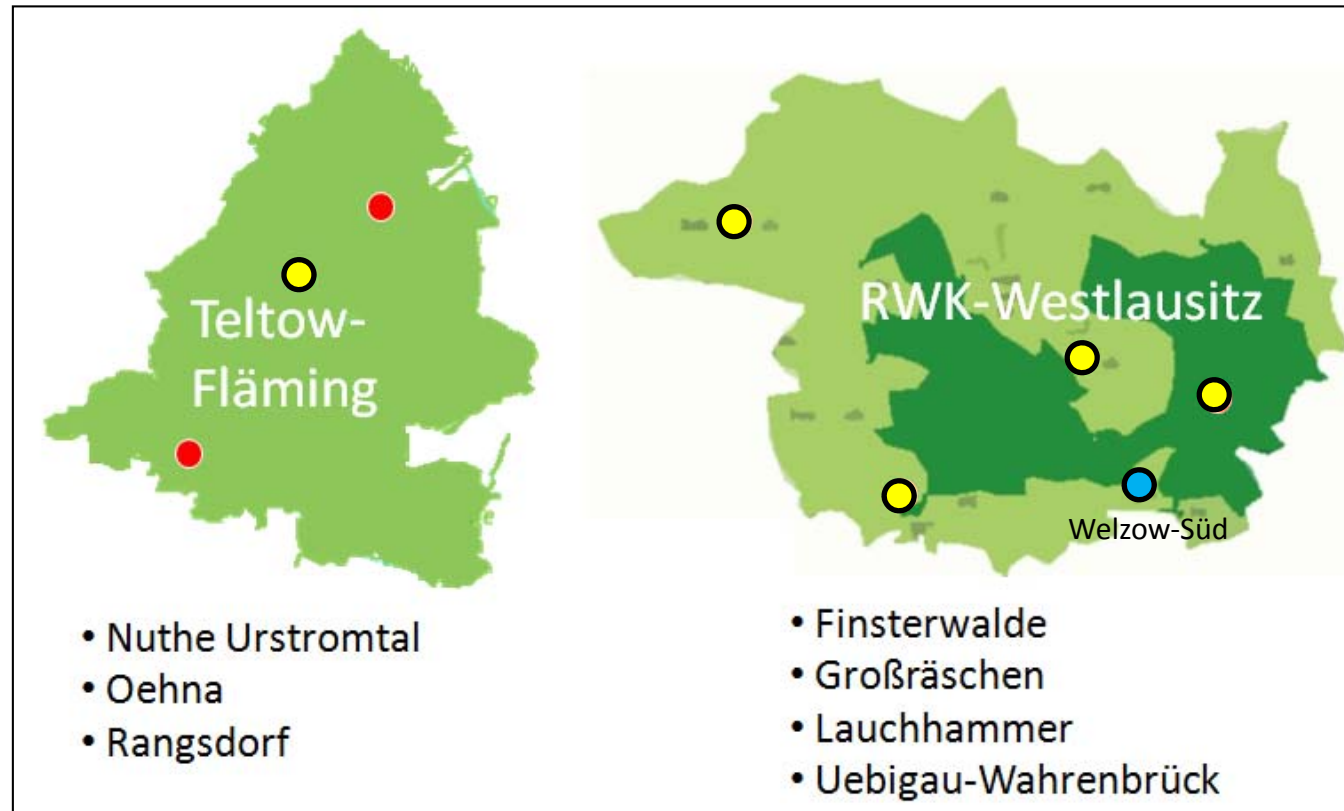 Teltow-
Fläming
• Nuthe Urstromtal
• Oehna
• Rangsdorf
RWK-Westlausitz
Welzow-Süd
• Finsterwalde
• Großräschen
• Lauchhammer
• Uebigau-Wahrenbrück